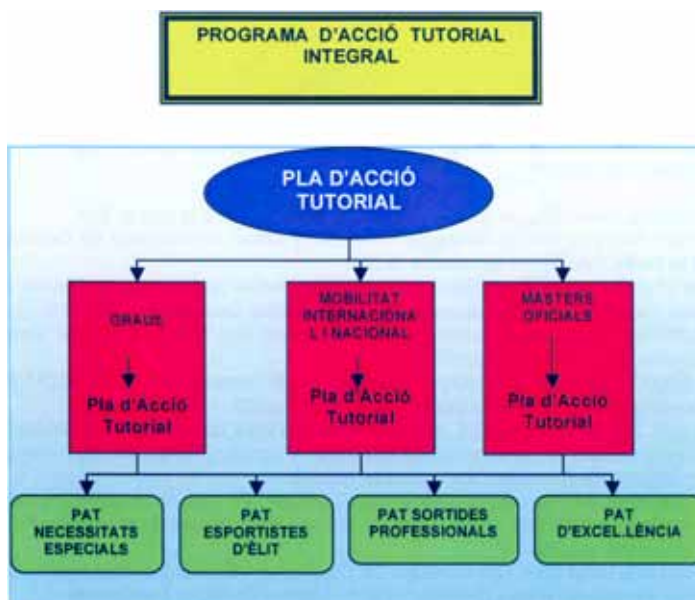 PROGRAMA D'ACCIÓ TUTORIAL
INTEGRAL
PLA D'ACCIÓ
TUTORIAL
GRAUS
Pla d'Acció
Tutorial
MOBILITAT
INTERNACIONA
L I NACIONAL
Pla d'Acció
Tutorial
MÀSTERS
OFICIALS
Pla d'Acció
Tutorial
PAT
NECESSITATS
ESPECIALS
PAT
ESPORTISTES
D'ÈLIT
PAT SORTIDES
PROFESSIONALS
PAT
D'EXCEL.LÈNCIA